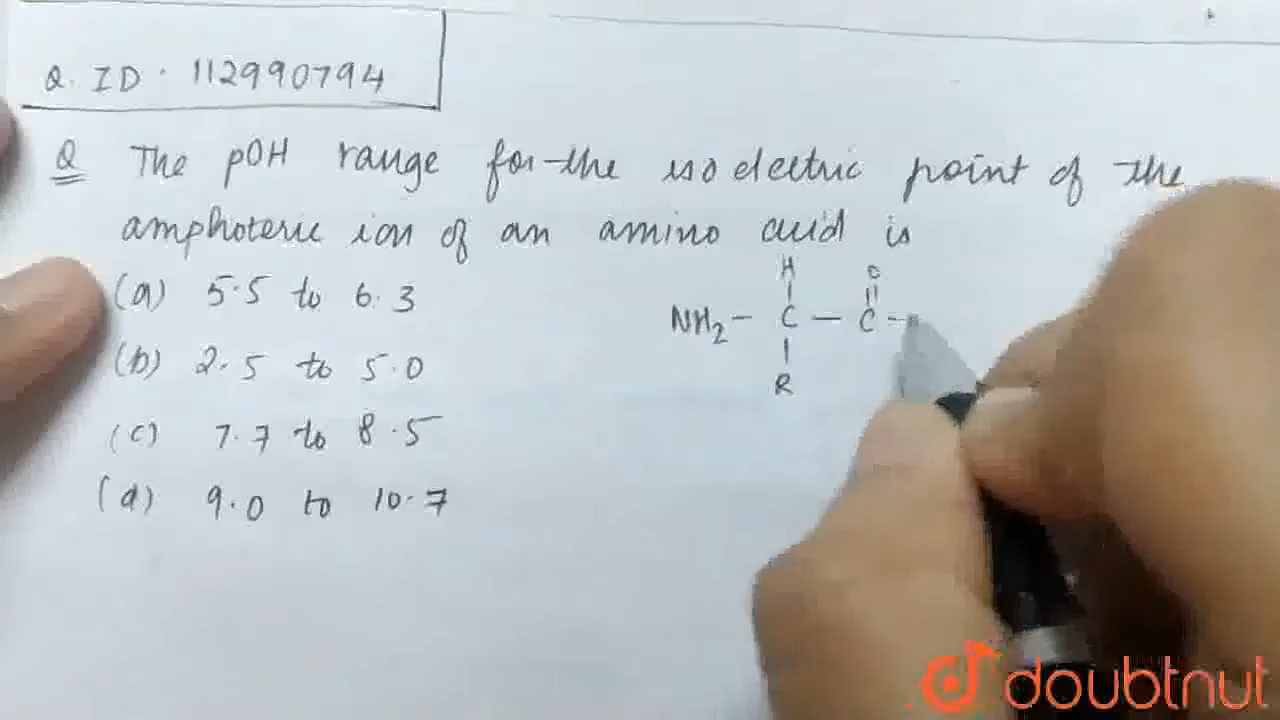 Q. ID · 112990794
Q The pOH range for the isoelectric point of the
amphoteric ion of an amino acid is
(a) 5.5 to 6.3
(b) 2.5 to 5.0
(c) 7.7 to 8.5
(d) 9.0 to 10.7
H O
NH2 - C - C -
R
doubtnut